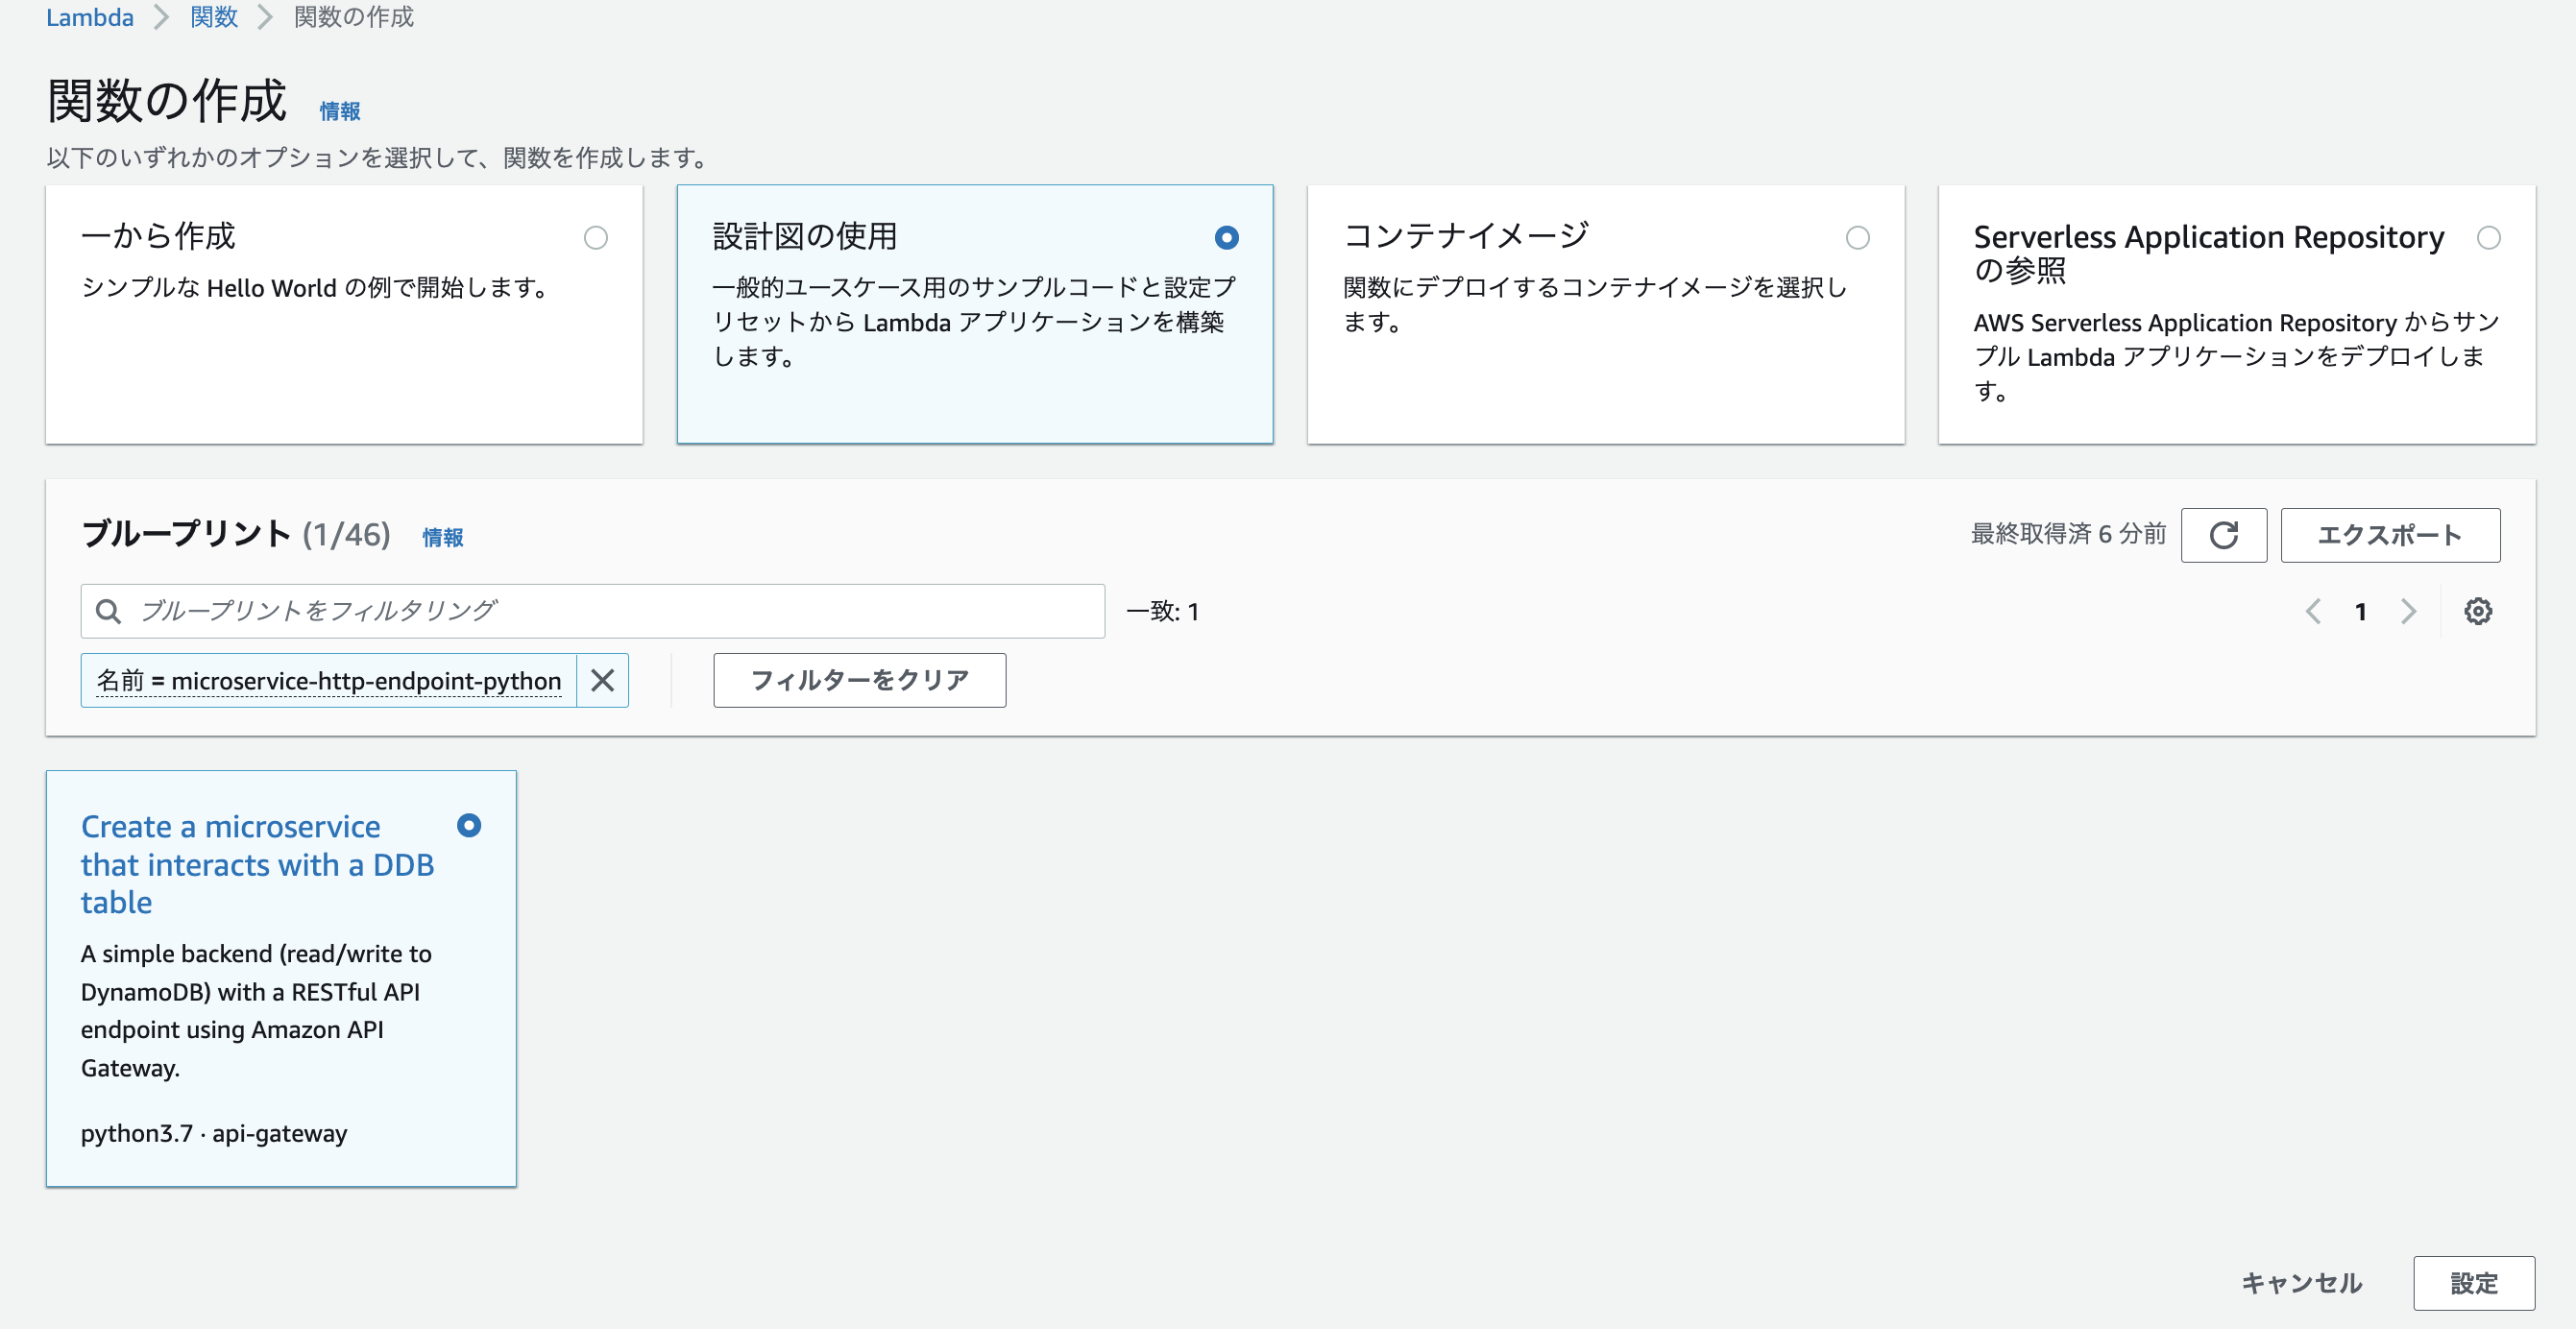 Lambda > 関数 > 関数の作成
関数の作成 情報
以下のいずれかのオプションを選択して、関数を作成します。
一から作成
シンプルな Hello World の例で開始します。
設計図の使用
一般的ユースケース用のサンプルコードと設定プ
リセットから Lambda アプリケーションを構築
します。
コンテナイメージ
関数にデプロイするコンテナイメージを選択し
ます。
Serverless Application Repository
の参照
AWS Serverless Application Repository からサン
プル Lambda アプリケーションをデプロイしま
す。
ブループリント (1/46) 情報
最終取得済 6 分前
エクスポート
ブループリントをフィルタリング
一致: 1
1
名前 = microservice-http-endpoint-python
フィルターをクリア
Create a microservice
that interacts with a DDB
table
A simple backend (read/write to
DynamoDB) with a RESTful API
endpoint using Amazon API
Gateway.
python3.7 · api-gateway
キャンセル
設定